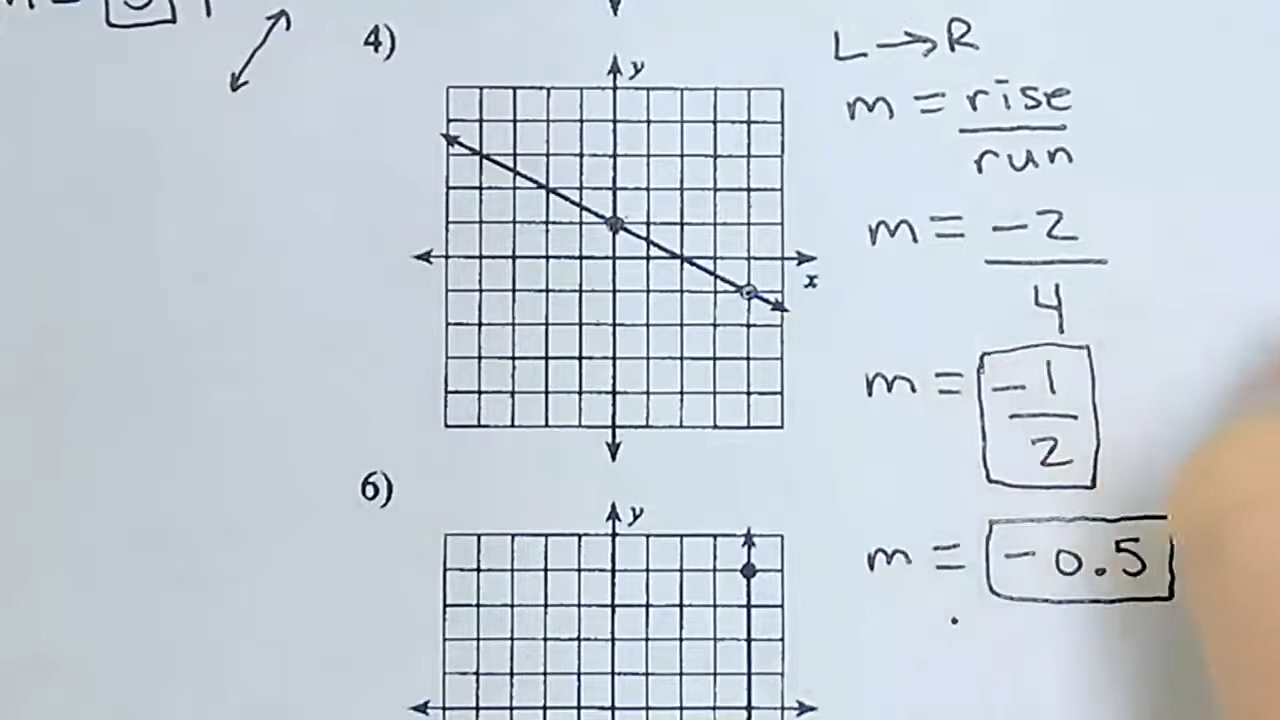 4)
y
x
L → R
m = rise
run
m = -2
4
m = -1
2
6)
y
m = -0.5